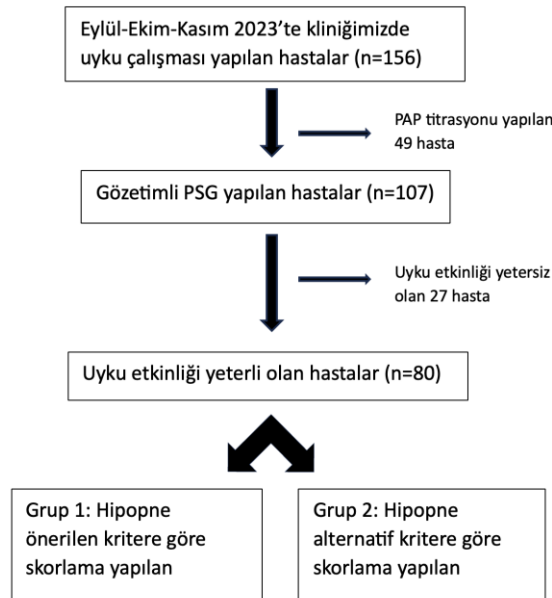 Eylül-Ekim-Kasım 2023’te kliniğimizde
uyku çalışması yapılan hastalar (n=156)
PAP titrasyonu yapılan
49 hasta
Gözetimli PSG yapılan hastalar (n=107)
Uyku etkinliği yetersiz
olan 27 hasta
Uyku etkinliği yeterli olan hastalar (n=80)
Grup 1: Hipopne
önerilen kritere göre
skorlama yapılan
Grup 2: Hipopne
alternatif kritere göre
skorlama yapılan